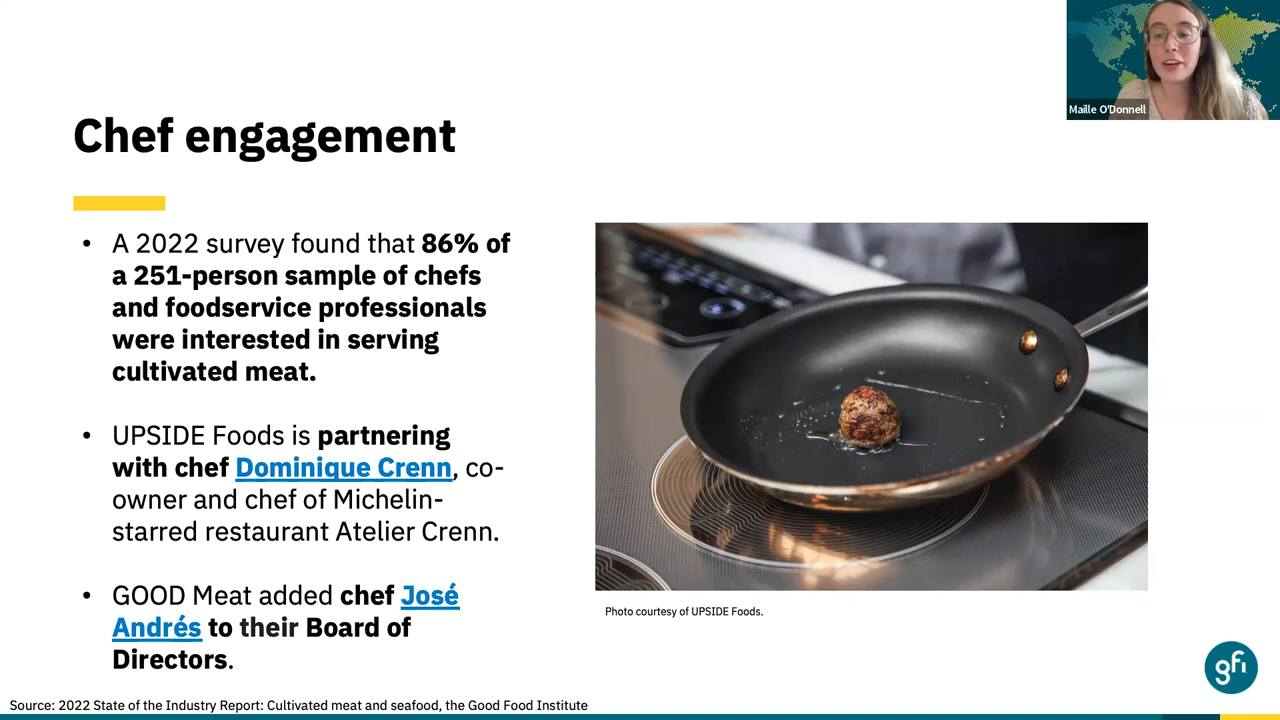 Maille O'Donnell
Chef engagement
• A 2022 survey found that 86% of
a 251-person sample of chefs
and foodservice professionals
were interested in serving
cultivated meat.
• UPSIDE Foods is partnering
with chef Dominique Crenn, co-
owner and chef of Michelin-
starred restaurant Atelier Crenn.
• GOOD Meat added chef José
Andrés to their Board of
Directors.
Photo courtesy of UPSIDE Foods.
gfi
Source: 2022 State of the Industry Report: Cultivated meat and seafood, the Good Food Institute